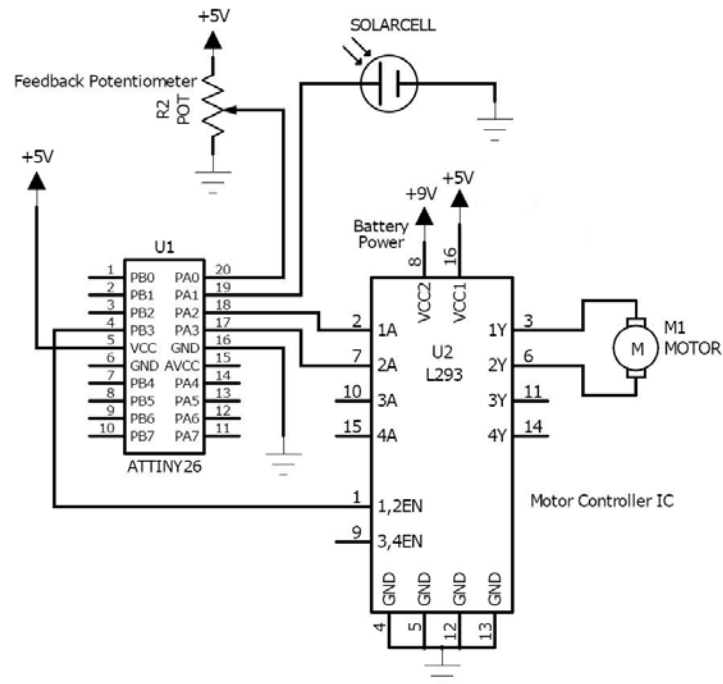 +5V
SOLARCELL
Feedback Potentiometer
R2
POT
+5V
+5V
+9V
Battery
Power
U1
1 PB0 PA0 20
2 PB1 PA1 19
3 PB2 PA2 18
4 PB3 PA3 17
5 VCC GND 16
6 GND AVCC 15
7 PB4 PA4 14
8 PB5 PA5 13
9 PB6 PA6 12
10 PB7 PA7 11
ATTINY26
8 16
VCC2 VCC1
2 1A 1Y 3
7 2A 2Y 6
10 3A 3Y 11
15 4A 4Y 14
U2
L293
1 1,2EN
9 3,4EN
GND GND GND GND
4 5 12 13
M
M1
MOTOR
Motor Controller IC